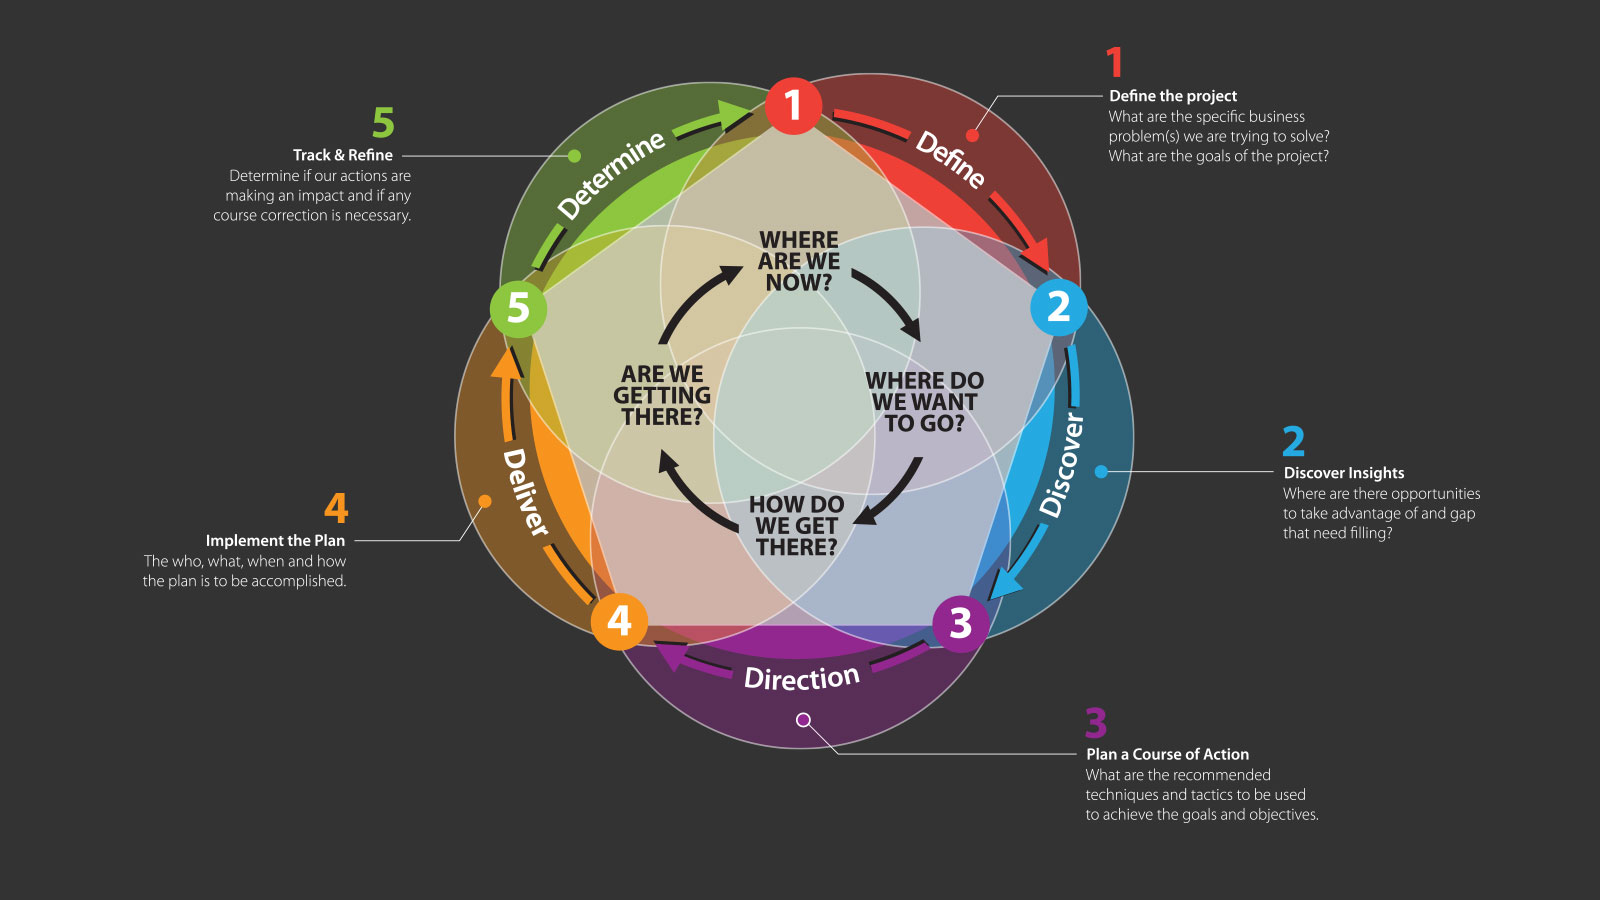 1
Define the project
What are the specific business
problem(s) we are trying to solve?
What are the goals of the project?
2
Discover Insights
Where are there opportunities
to take advantage of and gap
that need filling?
3
Plan a Course of Action
What are the recommended
techniques and tactics to be used
to achieve the goals and objectives.
4
Implement the Plan
The who, what, when and how
the plan is to be accomplished.
5
Track & Refine
Determine if our actions are
making an impact and if any
course correction is necessary.
1
Define
2
Discover
3
Direction
4
Deliver
5
Determine
WHERE
ARE WE
NOW?
WHERE DO
WE WANT
TO GO?
HOW DO
WE GET
THERE?
ARE WE
GETTING
THERE?